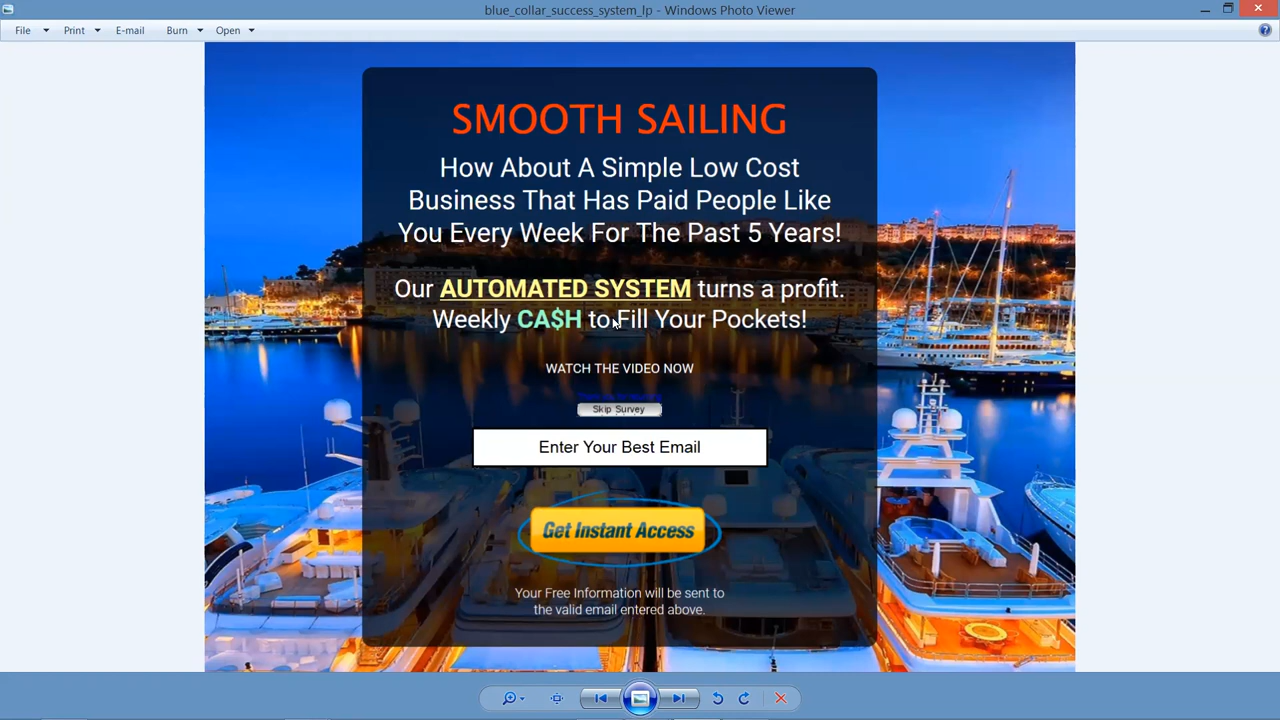 blue_collar_success_system_lp - Windows Photo Viewer
File Print E-mail Burn Open
SMOOTH SAILING
How About A Simple Low Cost
Business That Has Paid People Like
You Every Week For The Past 5 Years!
Our AUTOMATED SYSTEM turns a profit.
Weekly CA$H to Fill Your Pockets!
WATCH THE VIDEO NOW
Skip Survey
Enter Your Best Email
Get Instant Access
Your Free Information will be sent to
the valid email entered above.